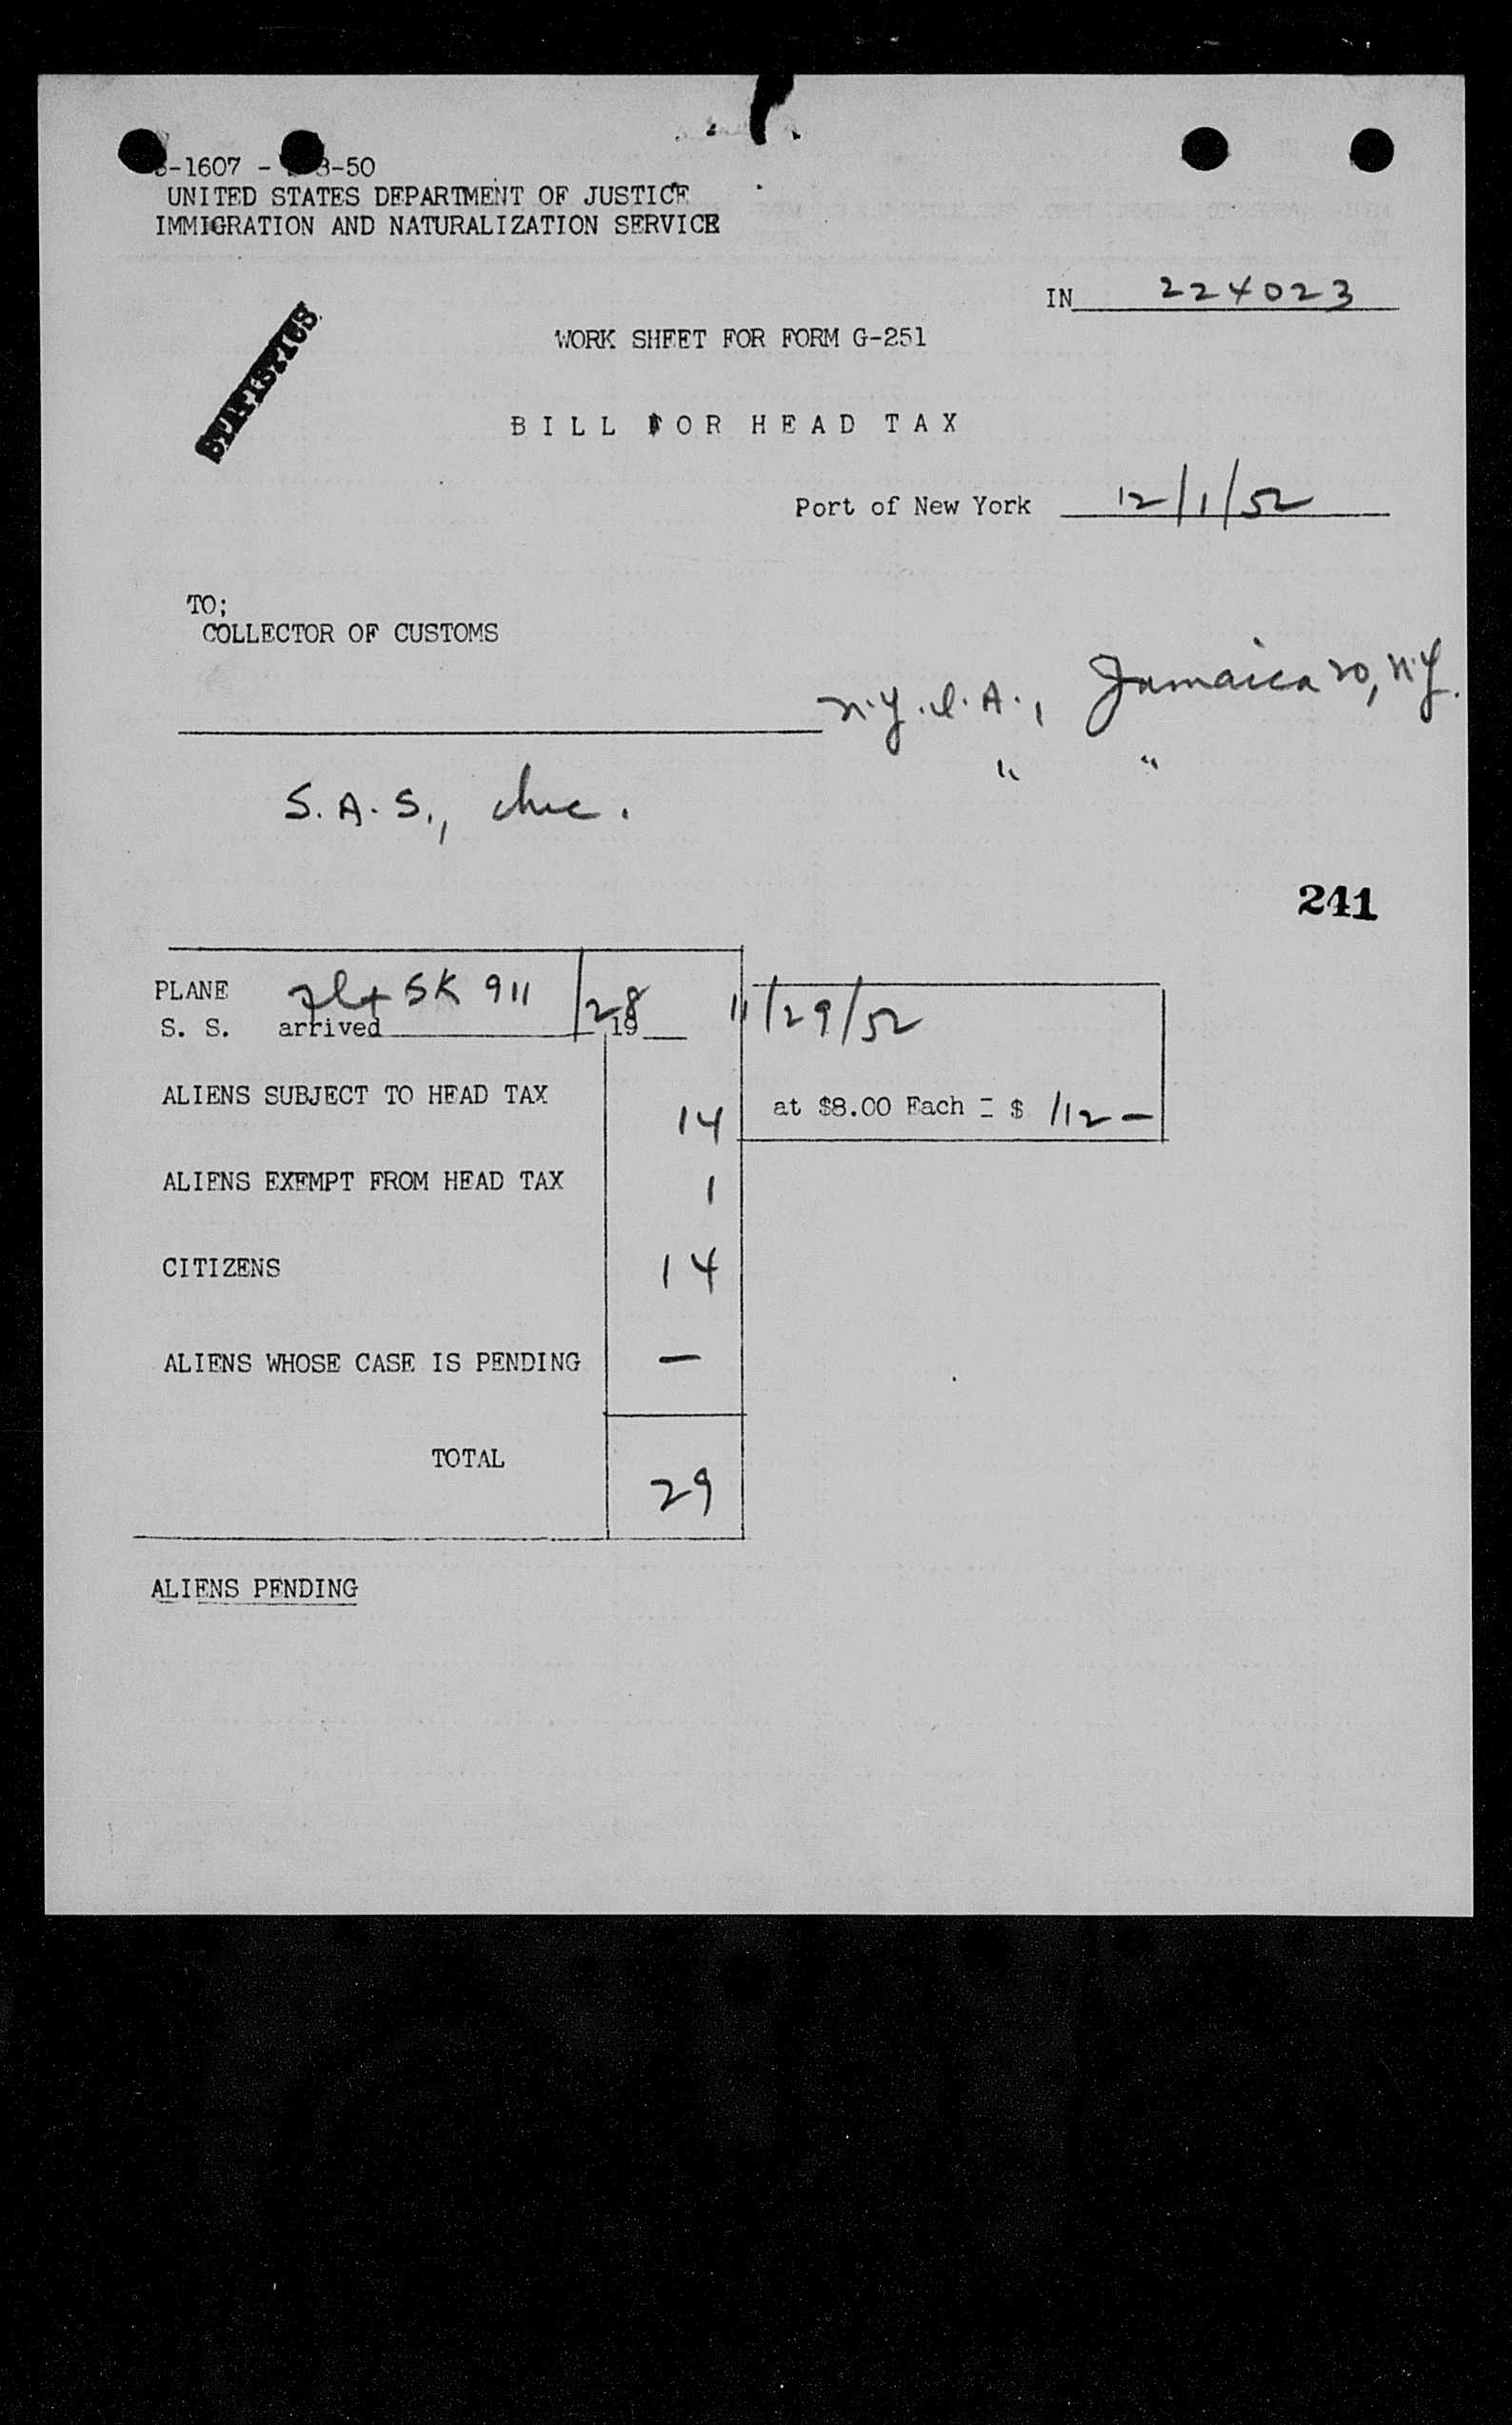 -1607 - 3-50
UNITED STATES DEPARTMENT OF JUSTICE
IMMIGRATION AND NATURALIZATION SERVICE
IN 224023
STATISTICS
WORK SHEET FOR FORM G-251
BILL FOR HEAD TAX
Port of New York 12/1/52
TO;
COLLECTOR OF CUSTOMS
N.Y.I.A., Jamaica 20, N.Y.
" "
S.A.S., Inc.
241
PLANE flt SK 911/28 11/29/52
S. S. arrived 19
ALIENS SUBJECT TO HEAD TAX 14 at $8.00 Each = $ 112 —
ALIENS EXEMPT FROM HEAD TAX 1
CITIZENS 14
ALIENS WHOSE CASE IS PENDING —
TOTAL 29
ALIENS PENDING